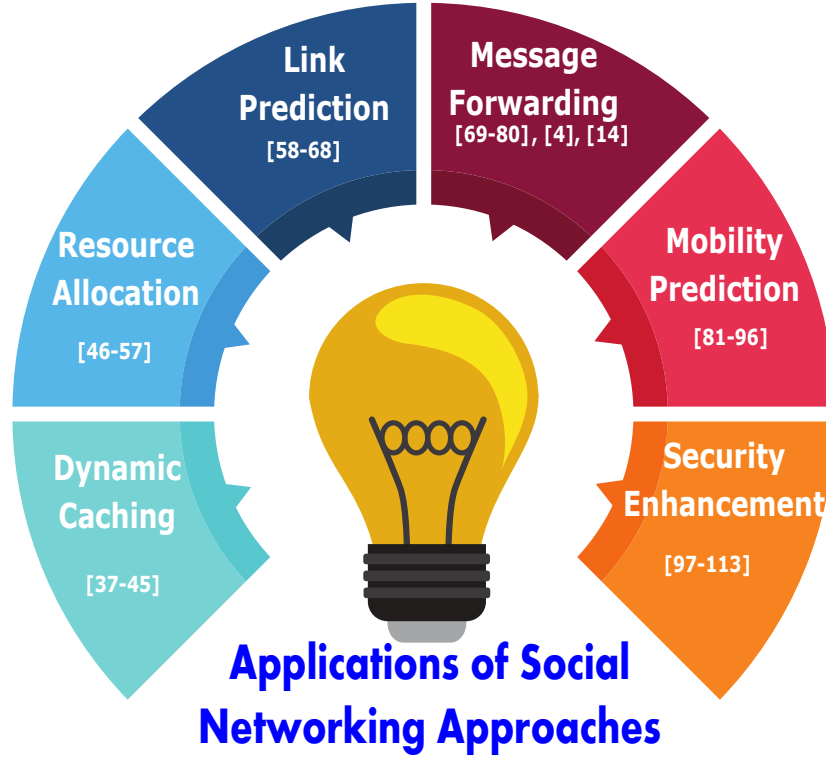 Link
Prediction
[58-68]
Message
Forwarding
[69-80], [4], [14]
Resource
Allocation
[46-57]
Mobility
Prediction
[81-96]
Dynamic
Caching
[37-45]
Security
Enhancement
[97-113]
Applications of Social
Networking Approaches